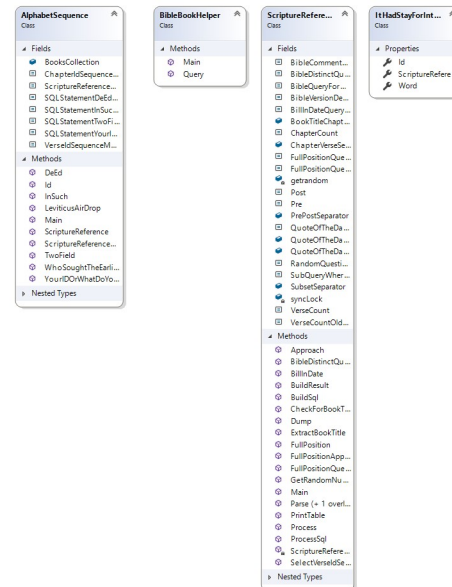 AlphabetSequence
Class
Fields
BooksCollection
ChapterIdSequence...
ScriptureReference...
SQLStatementDeEd...
SQLStatementInSuc...
SQLStatementTwoFi...
SQLStatementYourI...
VerseIdSequenceM...
Methods
DeEd
Id
InSuch
LeviticusAirDrop
Main
ScriptureReference
ScriptureReference...
TwoField
WhoSoughtTheEarli...
YourIDOrWhatDoYo...
Nested Types
BibleBookHelper
Class
Methods
Main
Query
ScriptureRefere...
Class
Fields
BibleComment...
BibleDistinctQu...
BibleQueryFor...
BibleVersionDe...
BillInDateQuery...
BookTitleChapt...
ChapterCount
ChapterVerseSe...
FullPositionQue...
FullPositionQue...
getrandom
Post
Pre
PrePostSeparator
QuoteOfTheDa...
QuoteOfTheDa...
QuoteOfTheDa...
RandomQuesti...
SubQueryWher...
SubsetSeparator
syncLock
VerseCount
VerseCountOld...
Methods
Approach
BibleDistinctQu...
BillInDate
BuildResult
BuildSql
CheckForBookT...
Dump
ExtractBookTitle
FullPosition
FullPositionApp...
FullPositionQue...
GetRandomNu...
Main
Parse (+ 1 overl...
PrintTable
Process
ProcessSql
ScriptureRefere...
SelectVerseIdSe...
Nested Types
ItHadStayForInt...
Class
Properties
Id
ScriptureRefere
Word